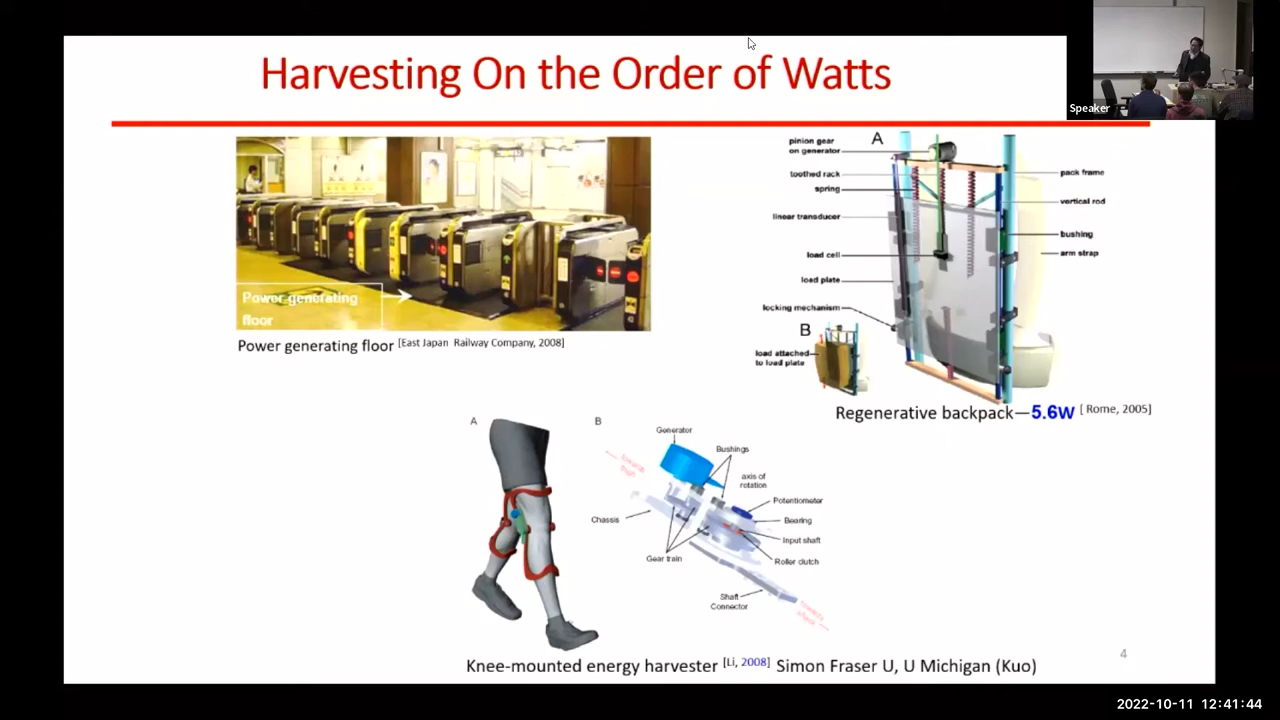 Harvesting On the Order of Watts
Speaker
Power generating
floor
Power generating floor [East Japan Railway Company, 2008]
A
pinion gear
on generator
toothed rack
spring
linear transducer
load cell
load plate
locking mechanism
pack frame
vertical rod
bushing
arm strap
B
load attached
to load plate
Regenerative backpack—5.6W [ Rome, 2005]
A
B
Generator
Bushings
axis of
rotation
Potentiometer
Bearing
Input shaft
Roller clutch
Chassis
Gear train
Shaft
Connector
towards
Knee-mounted energy harvester [Li, 2008] Simon Fraser U, U Michigan (Kuo)
4
2022-10-11 12:41:44